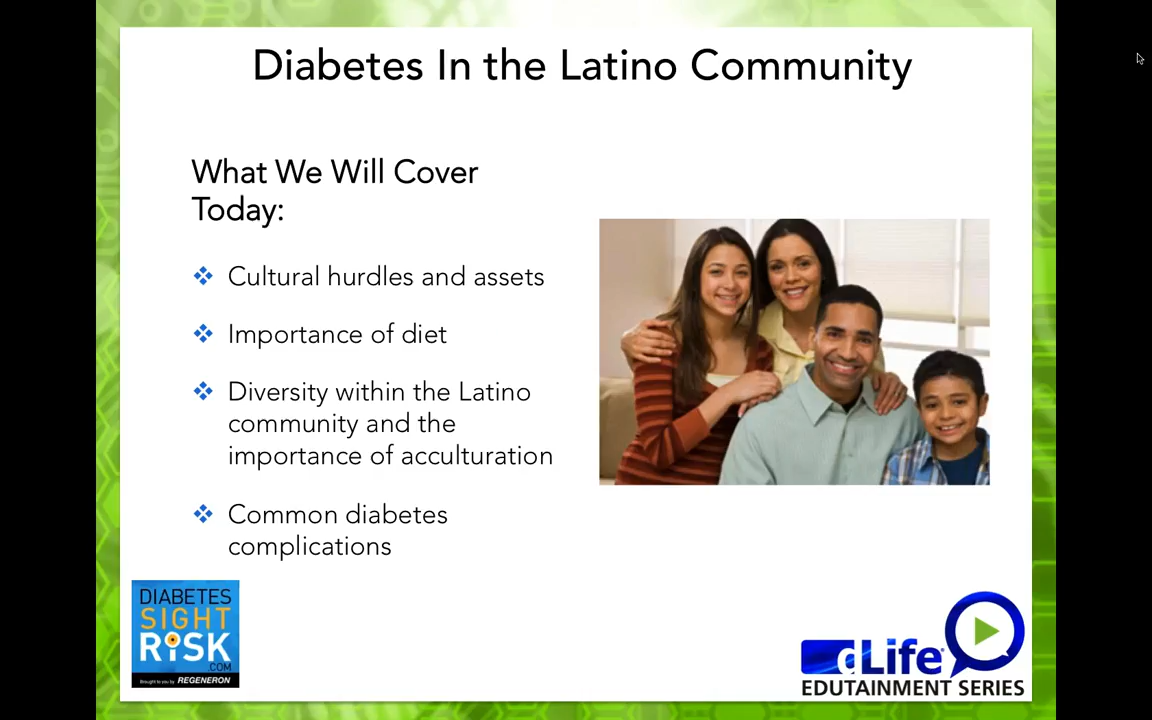 Diabetes In the Latino Community
What We Will Cover
Today:
Cultural hurdles and assets
Importance of diet
Diversity within the Latino
community and the
importance of acculturation
Common diabetes
complications
DIABETES
SIGHT
RISK
.COM
Brought to you by REGENERON
dLife
EDUTAINMENT SERIES